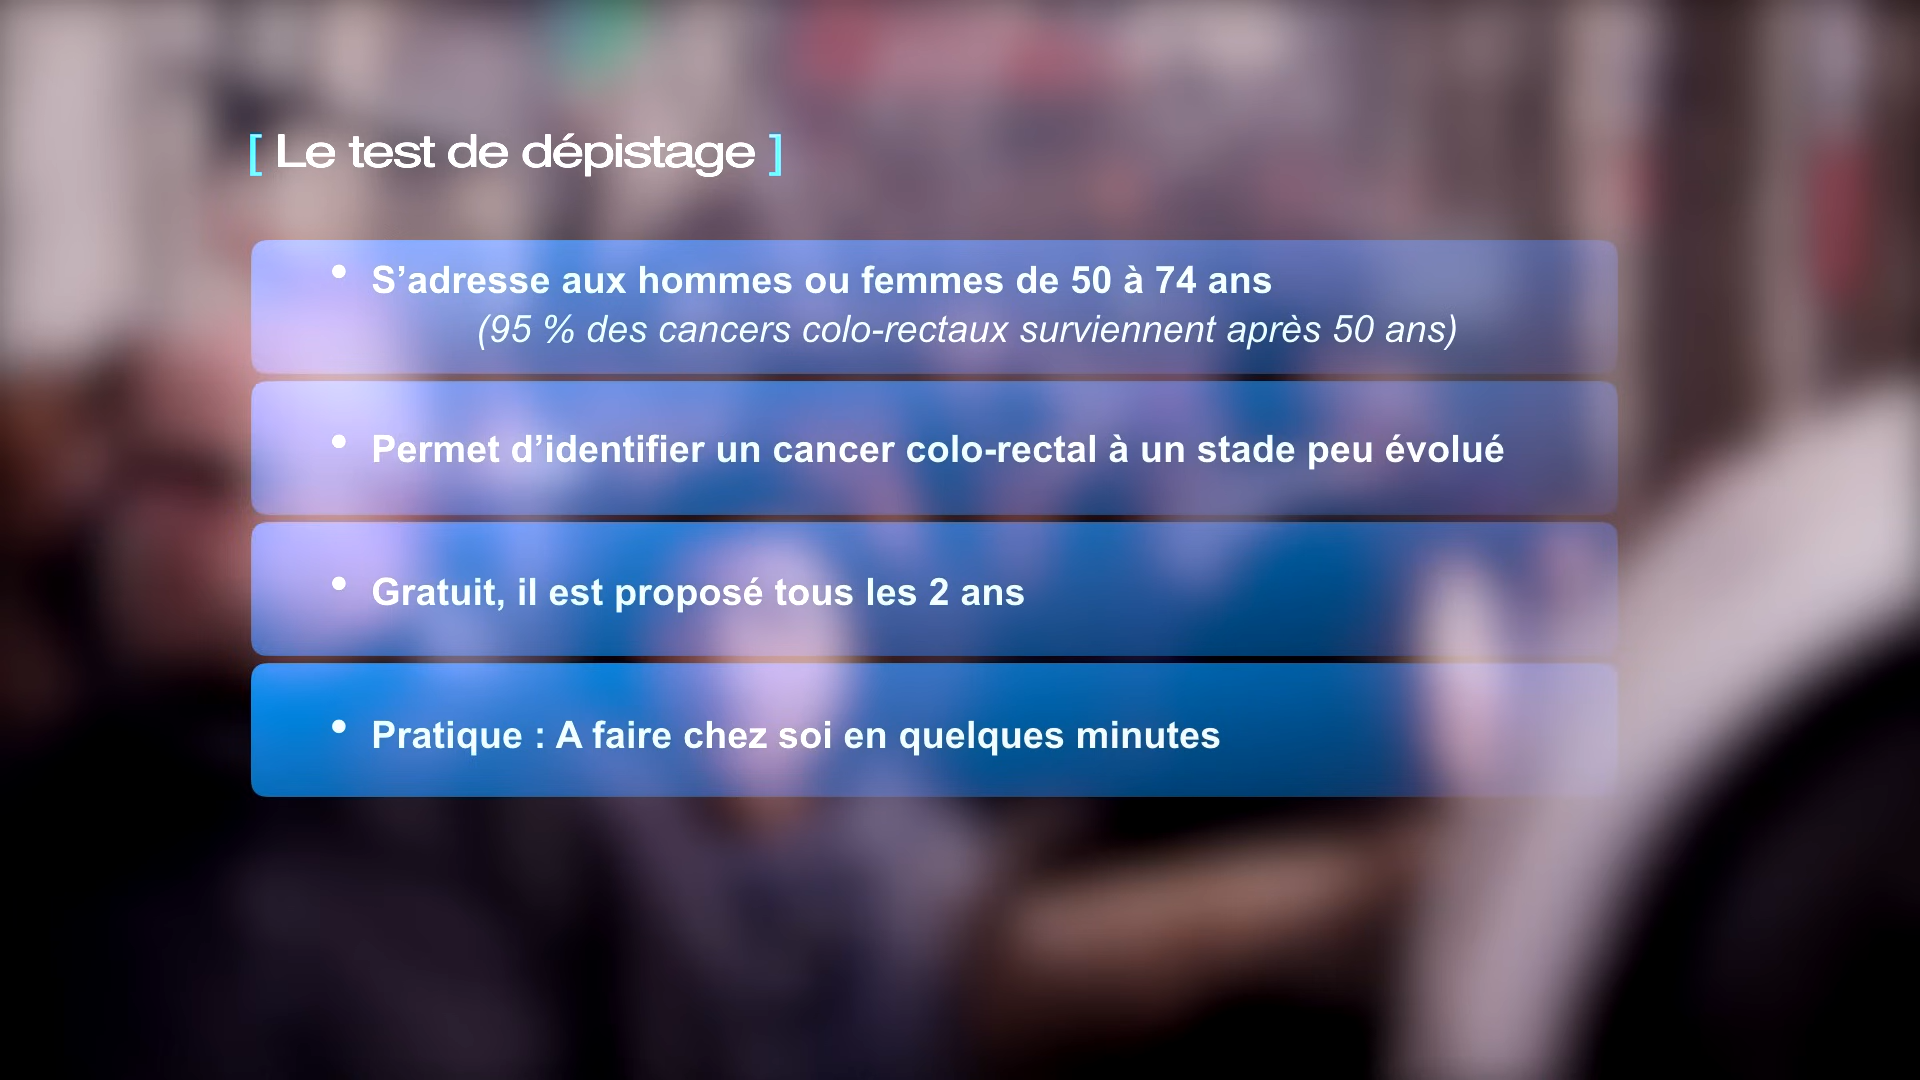 [ Le test de dépistage ]
• S’adresse aux hommes ou femmes de 50 à 74 ans
(95 % des cancers colo-rectaux surviennent après 50 ans)
• Permet d’identifier un cancer colo-rectal à un stade peu évolué
• Gratuit, il est proposé tous les 2 ans
• Pratique : A faire chez soi en quelques minutes